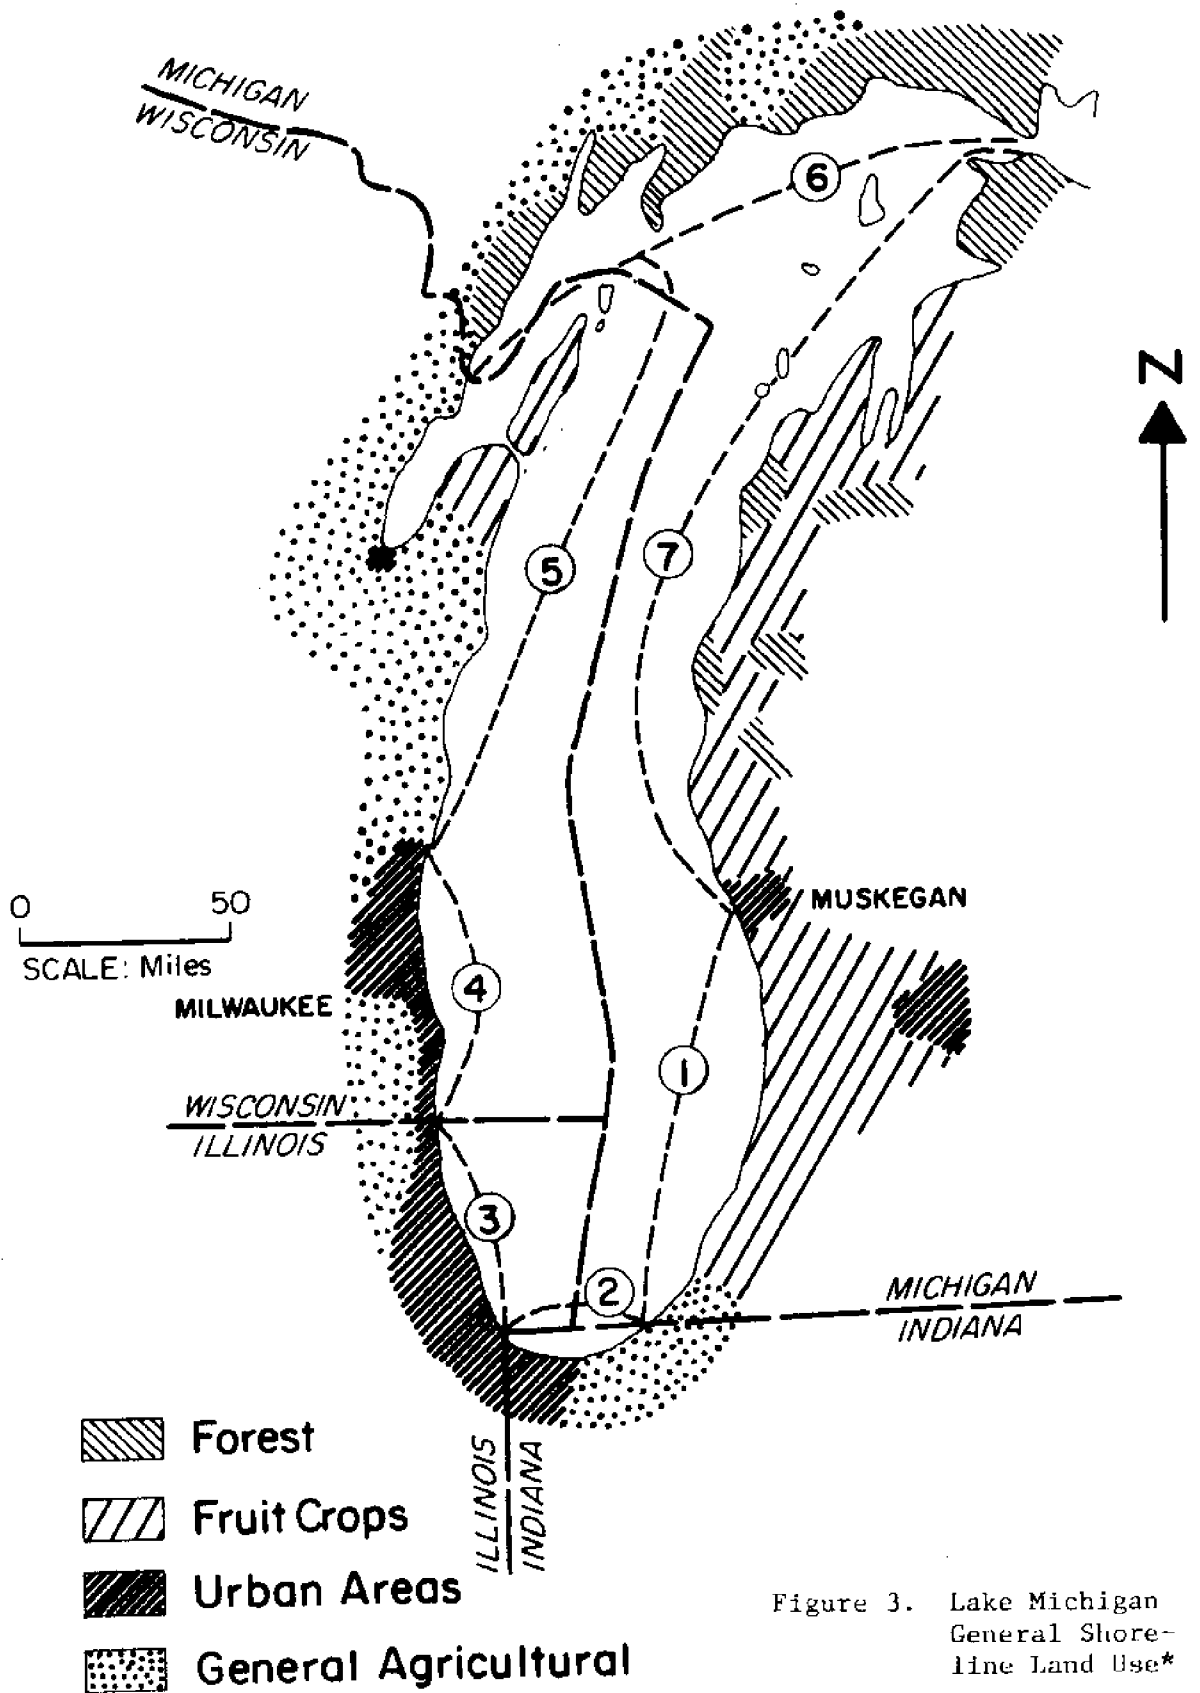 MICHIGAN
WISCONSIN
6
N
5
7
0 50
SCALE: Miles
MUSKEGAN
4
MILWAUKEE
1
WISCONSIN
ILLINOIS
3
2
MICHIGAN
INDIANA
ILLINOIS
INDIANA
Forest
Fruit Crops
Urban Areas
General Agricultural
Figure 3. Lake Michigan
General Shore-
line Land Use*